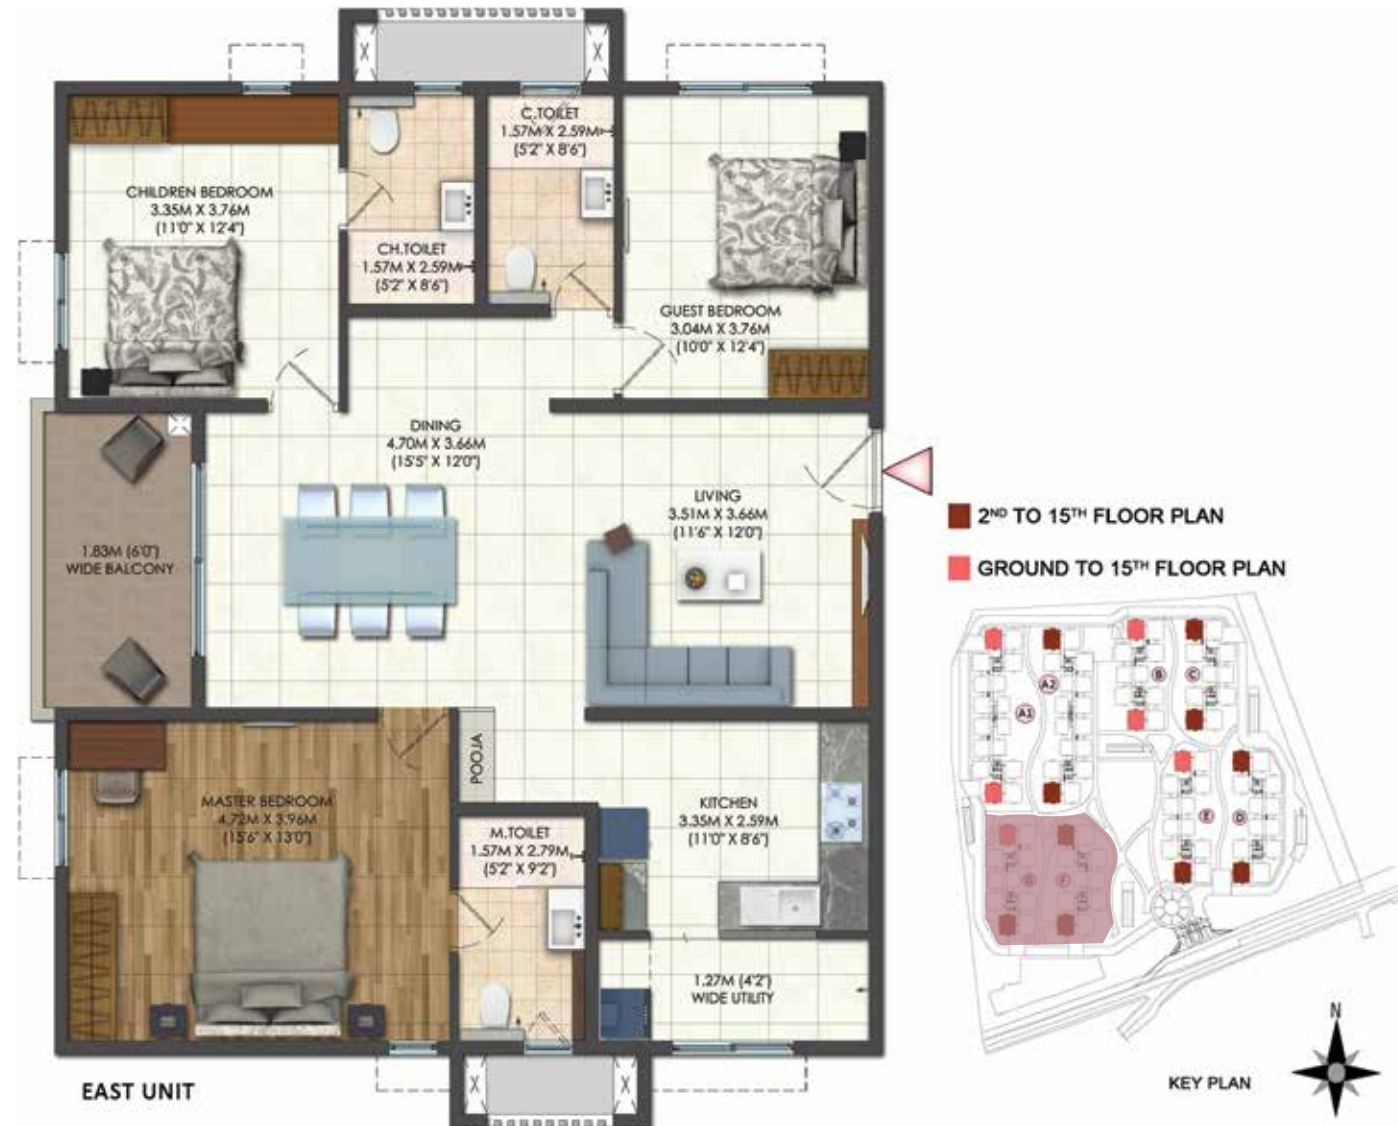 C.TOILET
1.57M X 2.59M
(5'2" X 8'6")
CHILDREN BEDROOM
3.35M X 3.76M
(11'0" X 12'4")
CH.TOILET
1.57M X 2.59M
(5'2" X 8'6")
GUEST BEDROOM
3.04M X 3.76M
(10'0" X 12'4")
DINING
4.70M X 3.66M
(15'5" X 12'0")
LIVING
3.51M X 3.66M
(11'6" X 12'0")
1.83M (6'0")
WIDE BALCONY
2ND TO 15TH FLOOR PLAN
GROUND TO 15TH FLOOR PLAN
POOJA
MASTER BEDROOM
4.72M X 3.96M
(15'6" X 13'0")
M.TOILET
1.57M X 2.79M
(5'2" X 9'2")
KITCHEN
3.35M X 2.59M
(11'0" X 8'6")
1.27M (4'2")
WIDE UTILITY
EAST UNIT
A1
A2
B
C
E
D
G
F
N
KEY PLAN